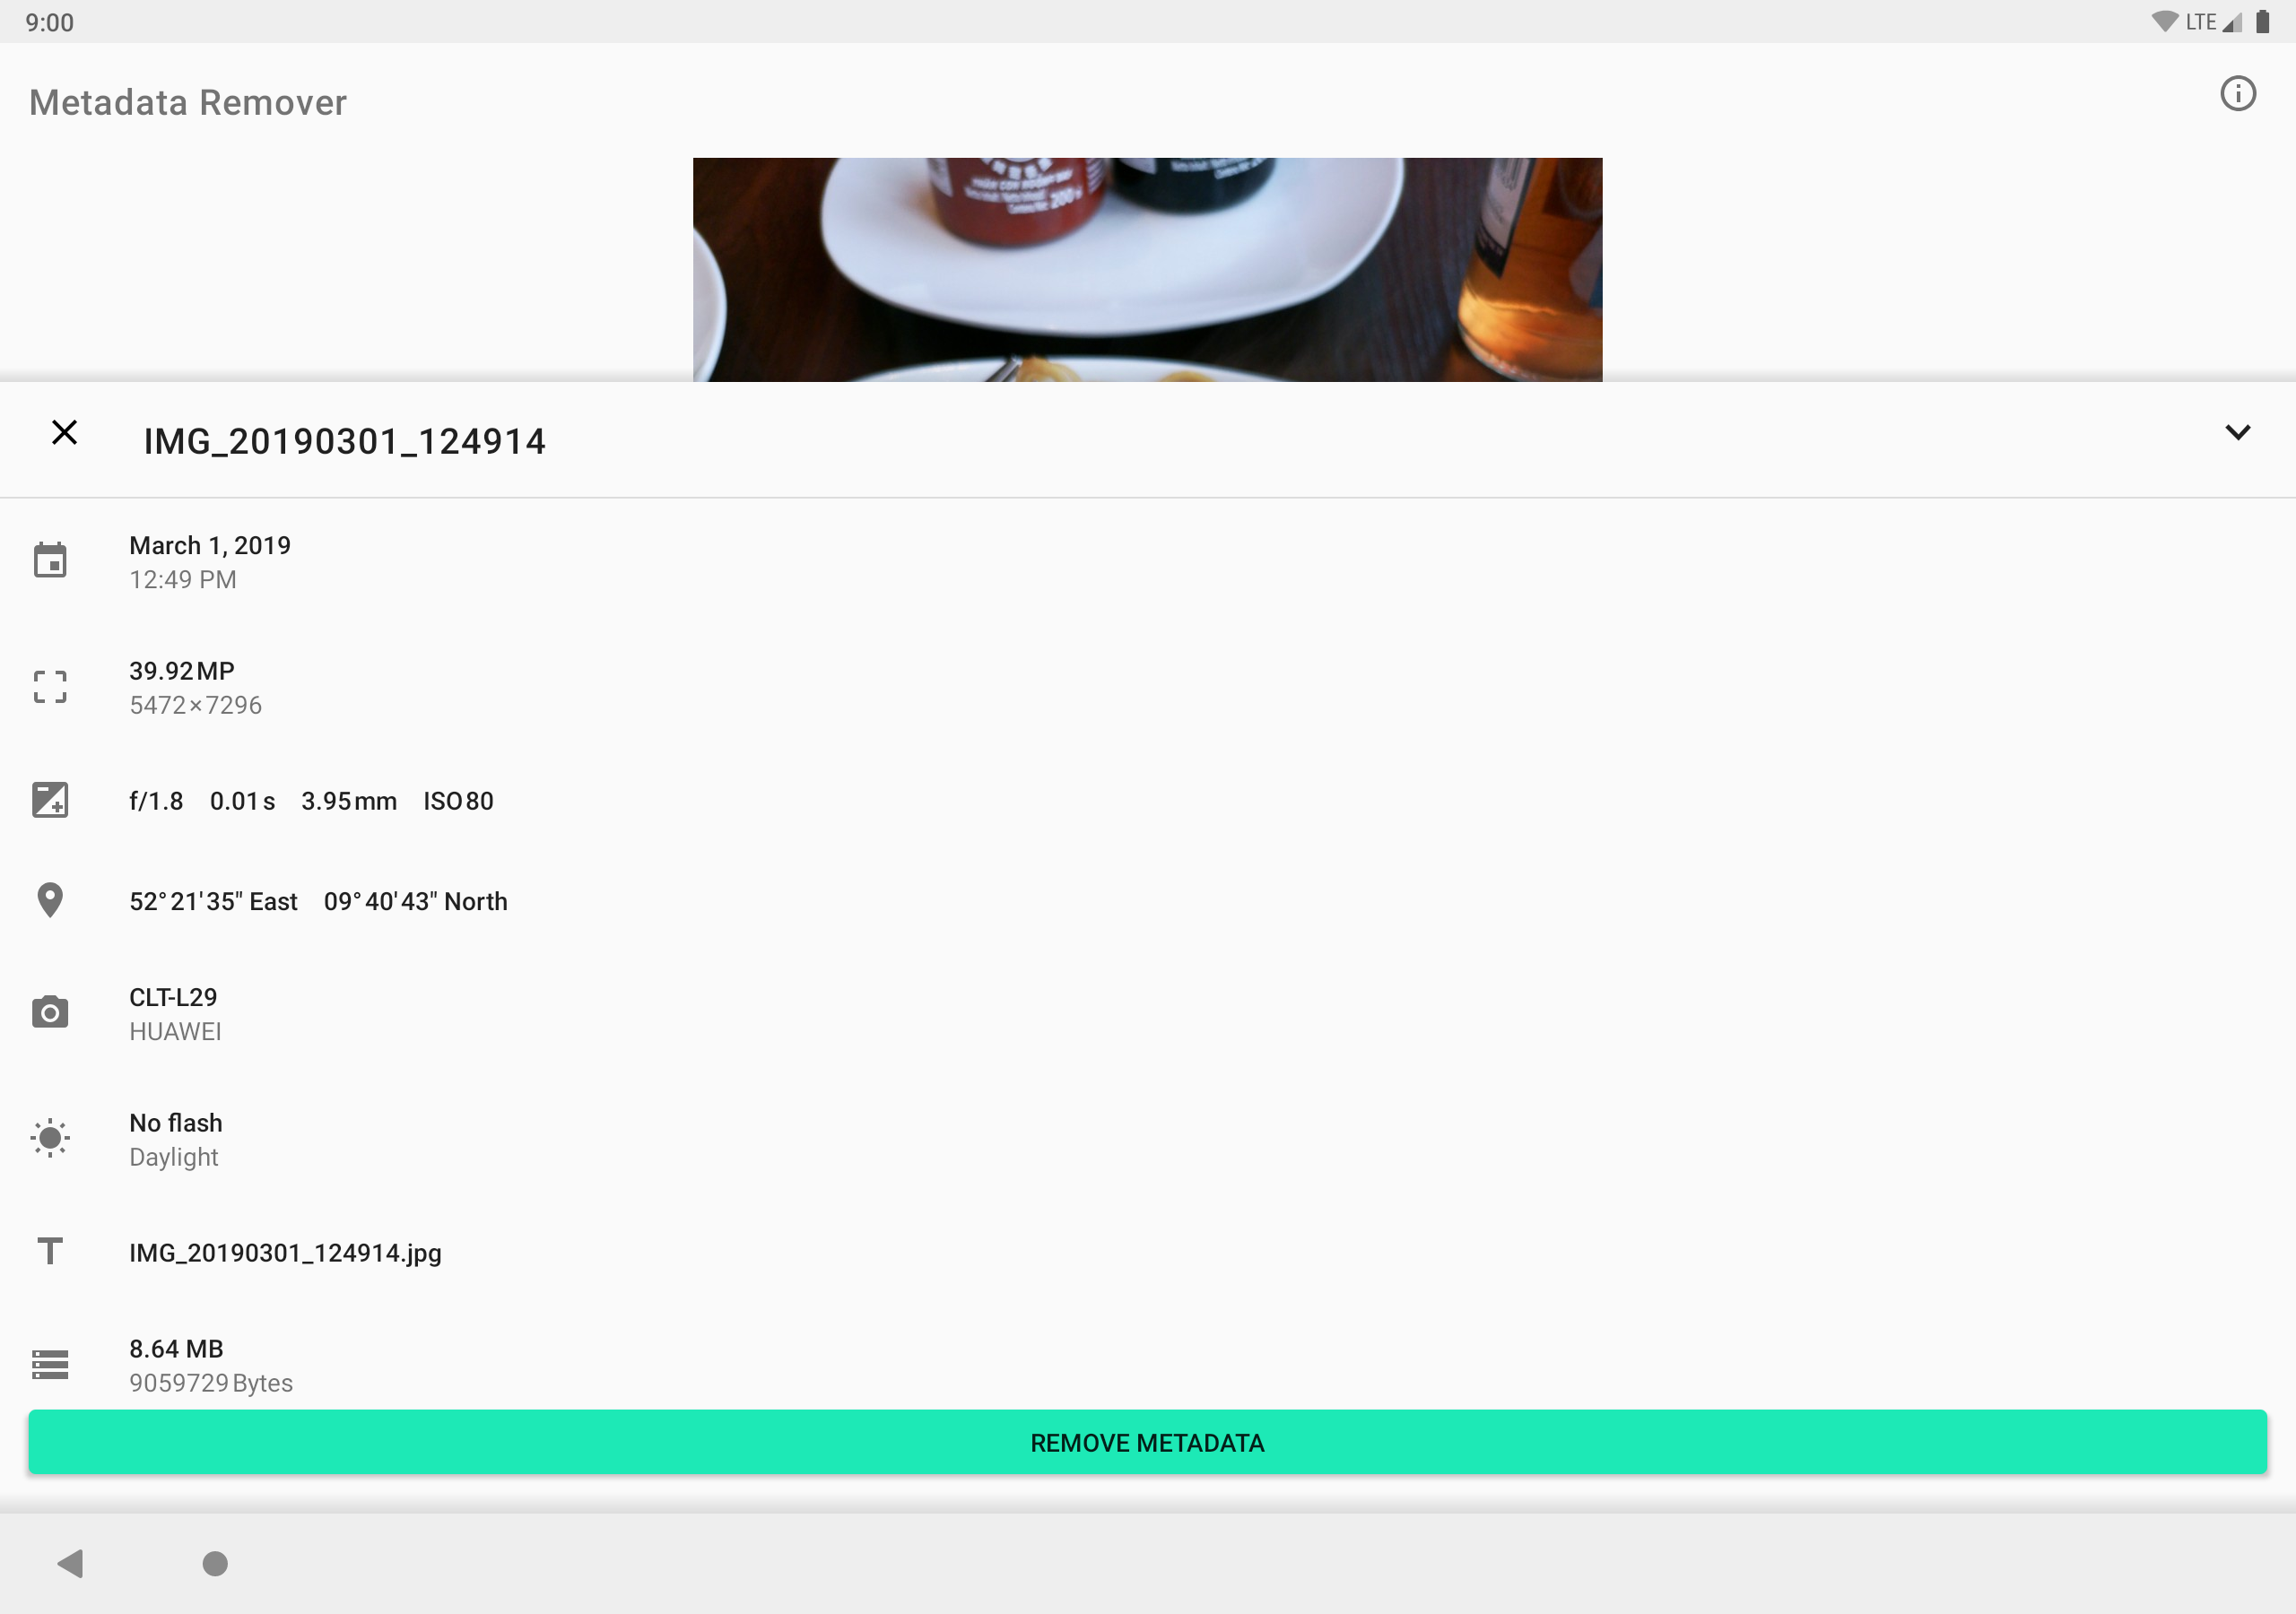 9:00
LTE
Metadata Remover
200
IMG_20190301_124914
March 1, 2019
12:49 PM
39.92 MP
5472×7296
f/1.8 0.01 s 3.95 mm ISO 80
52° 21' 35" East 09° 40' 43" North
CLT-L29
HUAWEI
No flash
Daylight
IMG_20190301_124914.jpg
8.64 MB
9059729 Bytes
REMOVE METADATA